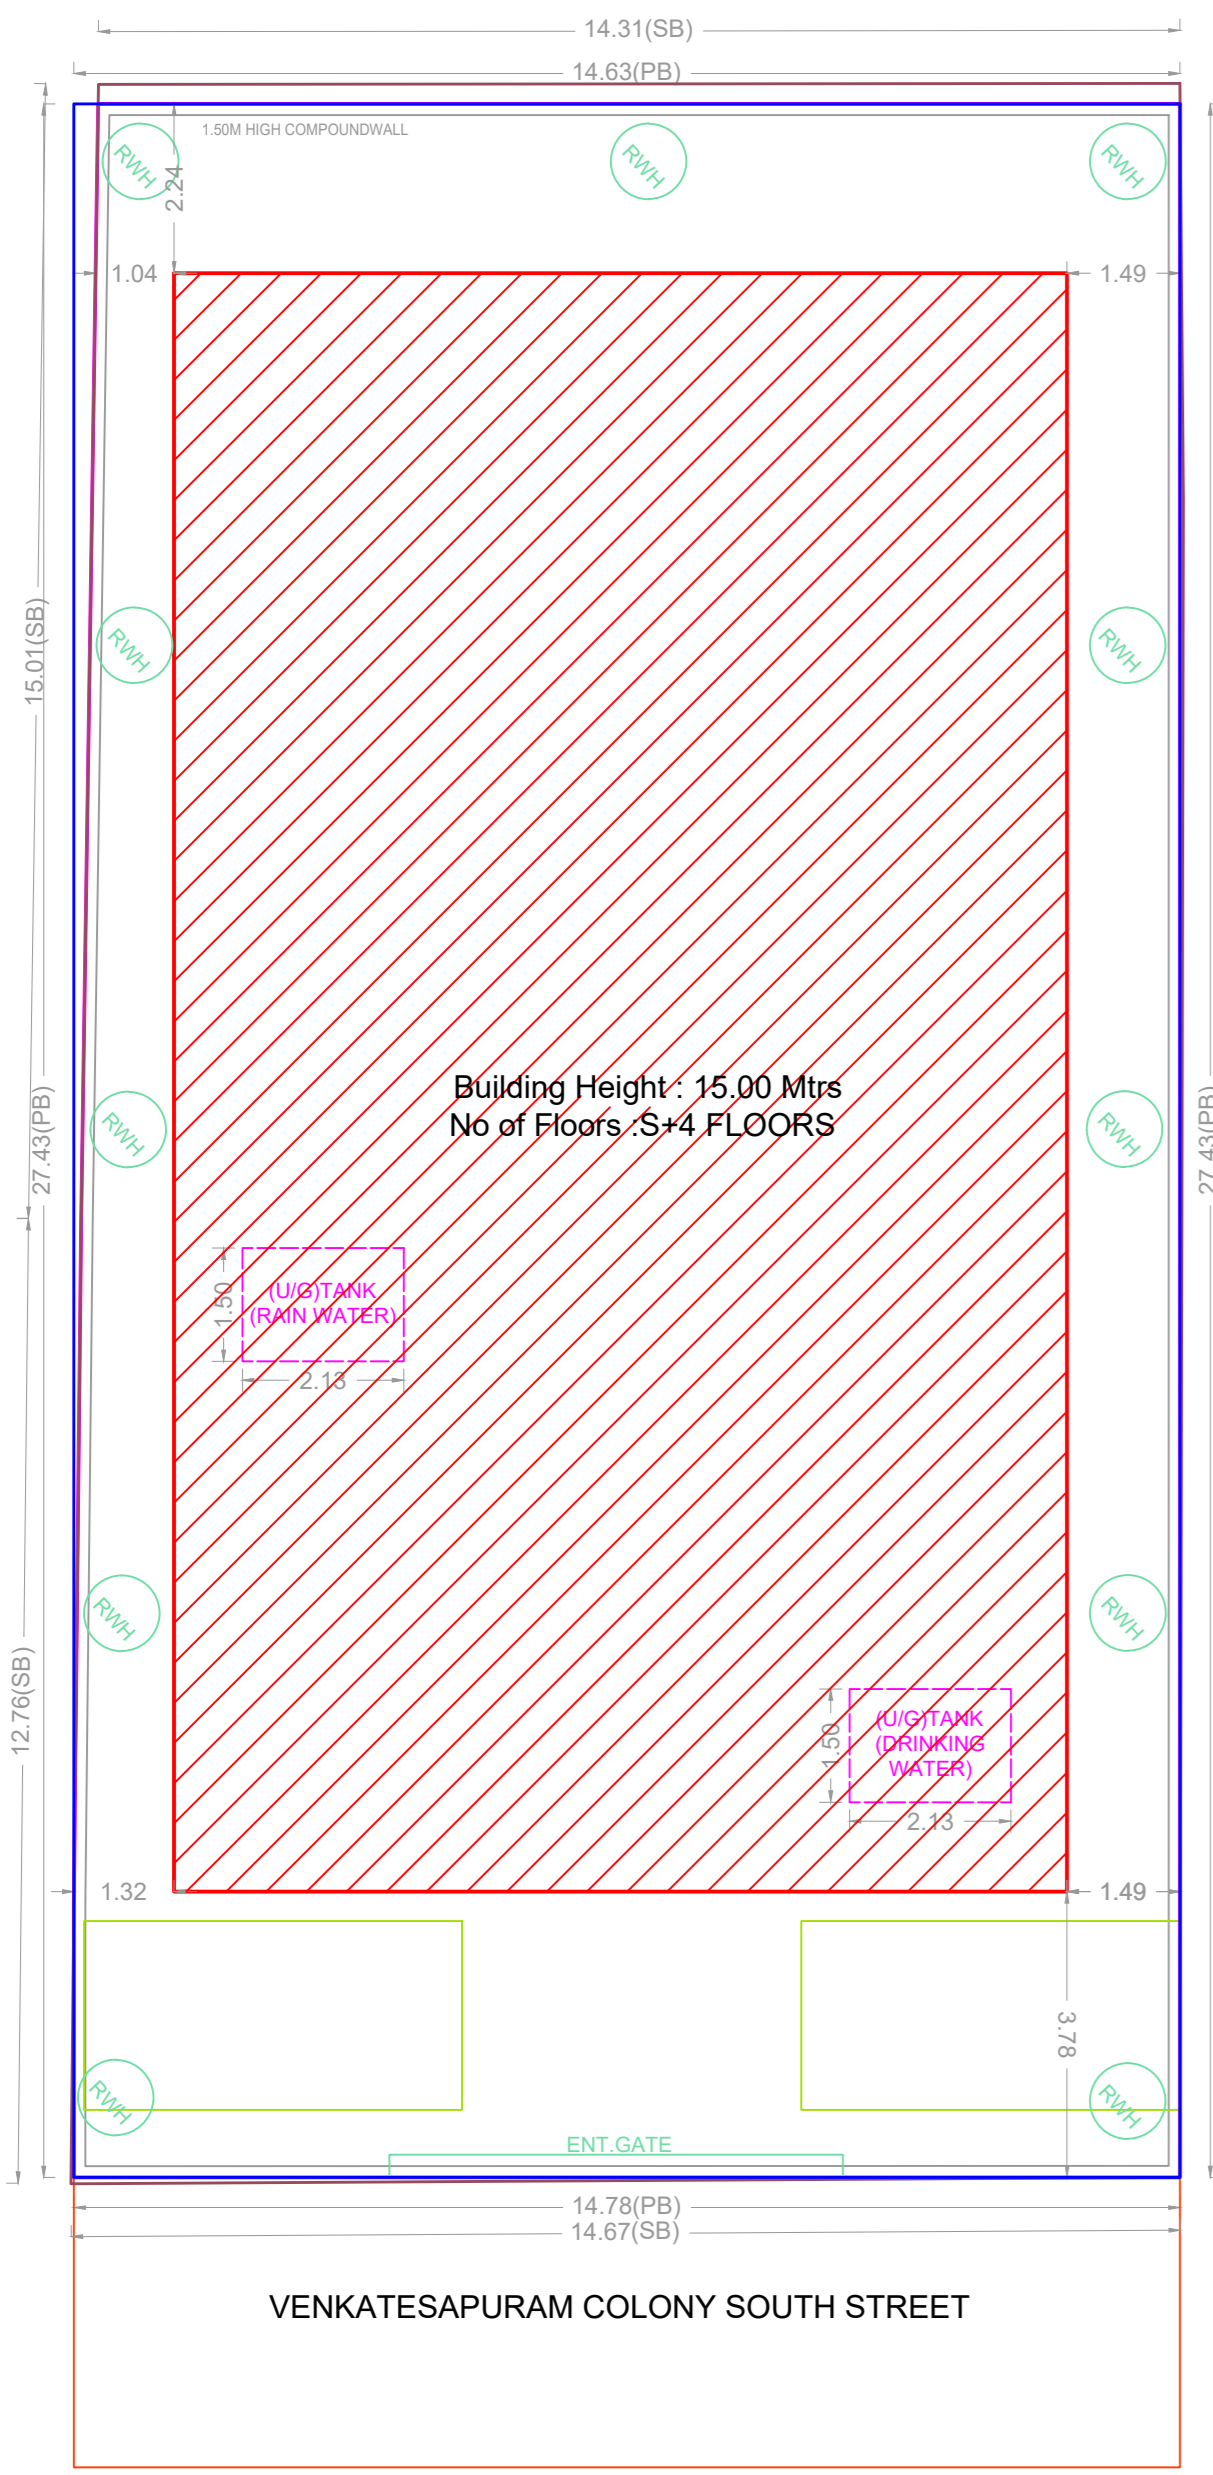 14.31(SB)
14.63(PB)
1.50M HIGH COMPOUNDWALL
RWH
RWH
RWH
2.24
1.04
1.49
15.01(SB)
RWH
RWH
Building Height : 15.00 Mtrs
No of Floors :S+4 FLOORS
27.43(PB)
27.43(PB)
RWH
RWH
1.50
(U/G)TANK
(RAIN WATER)
2.13
RWH
RWH
12.76(SB)
1.50
(U/G)TANK
(DRINKING
WATER)
2.13
1.32
1.49
3.78
RWH
RWH
ENT.GATE
14.78(PB)
14.67(SB)
VENKATESAPURAM COLONY SOUTH STREET